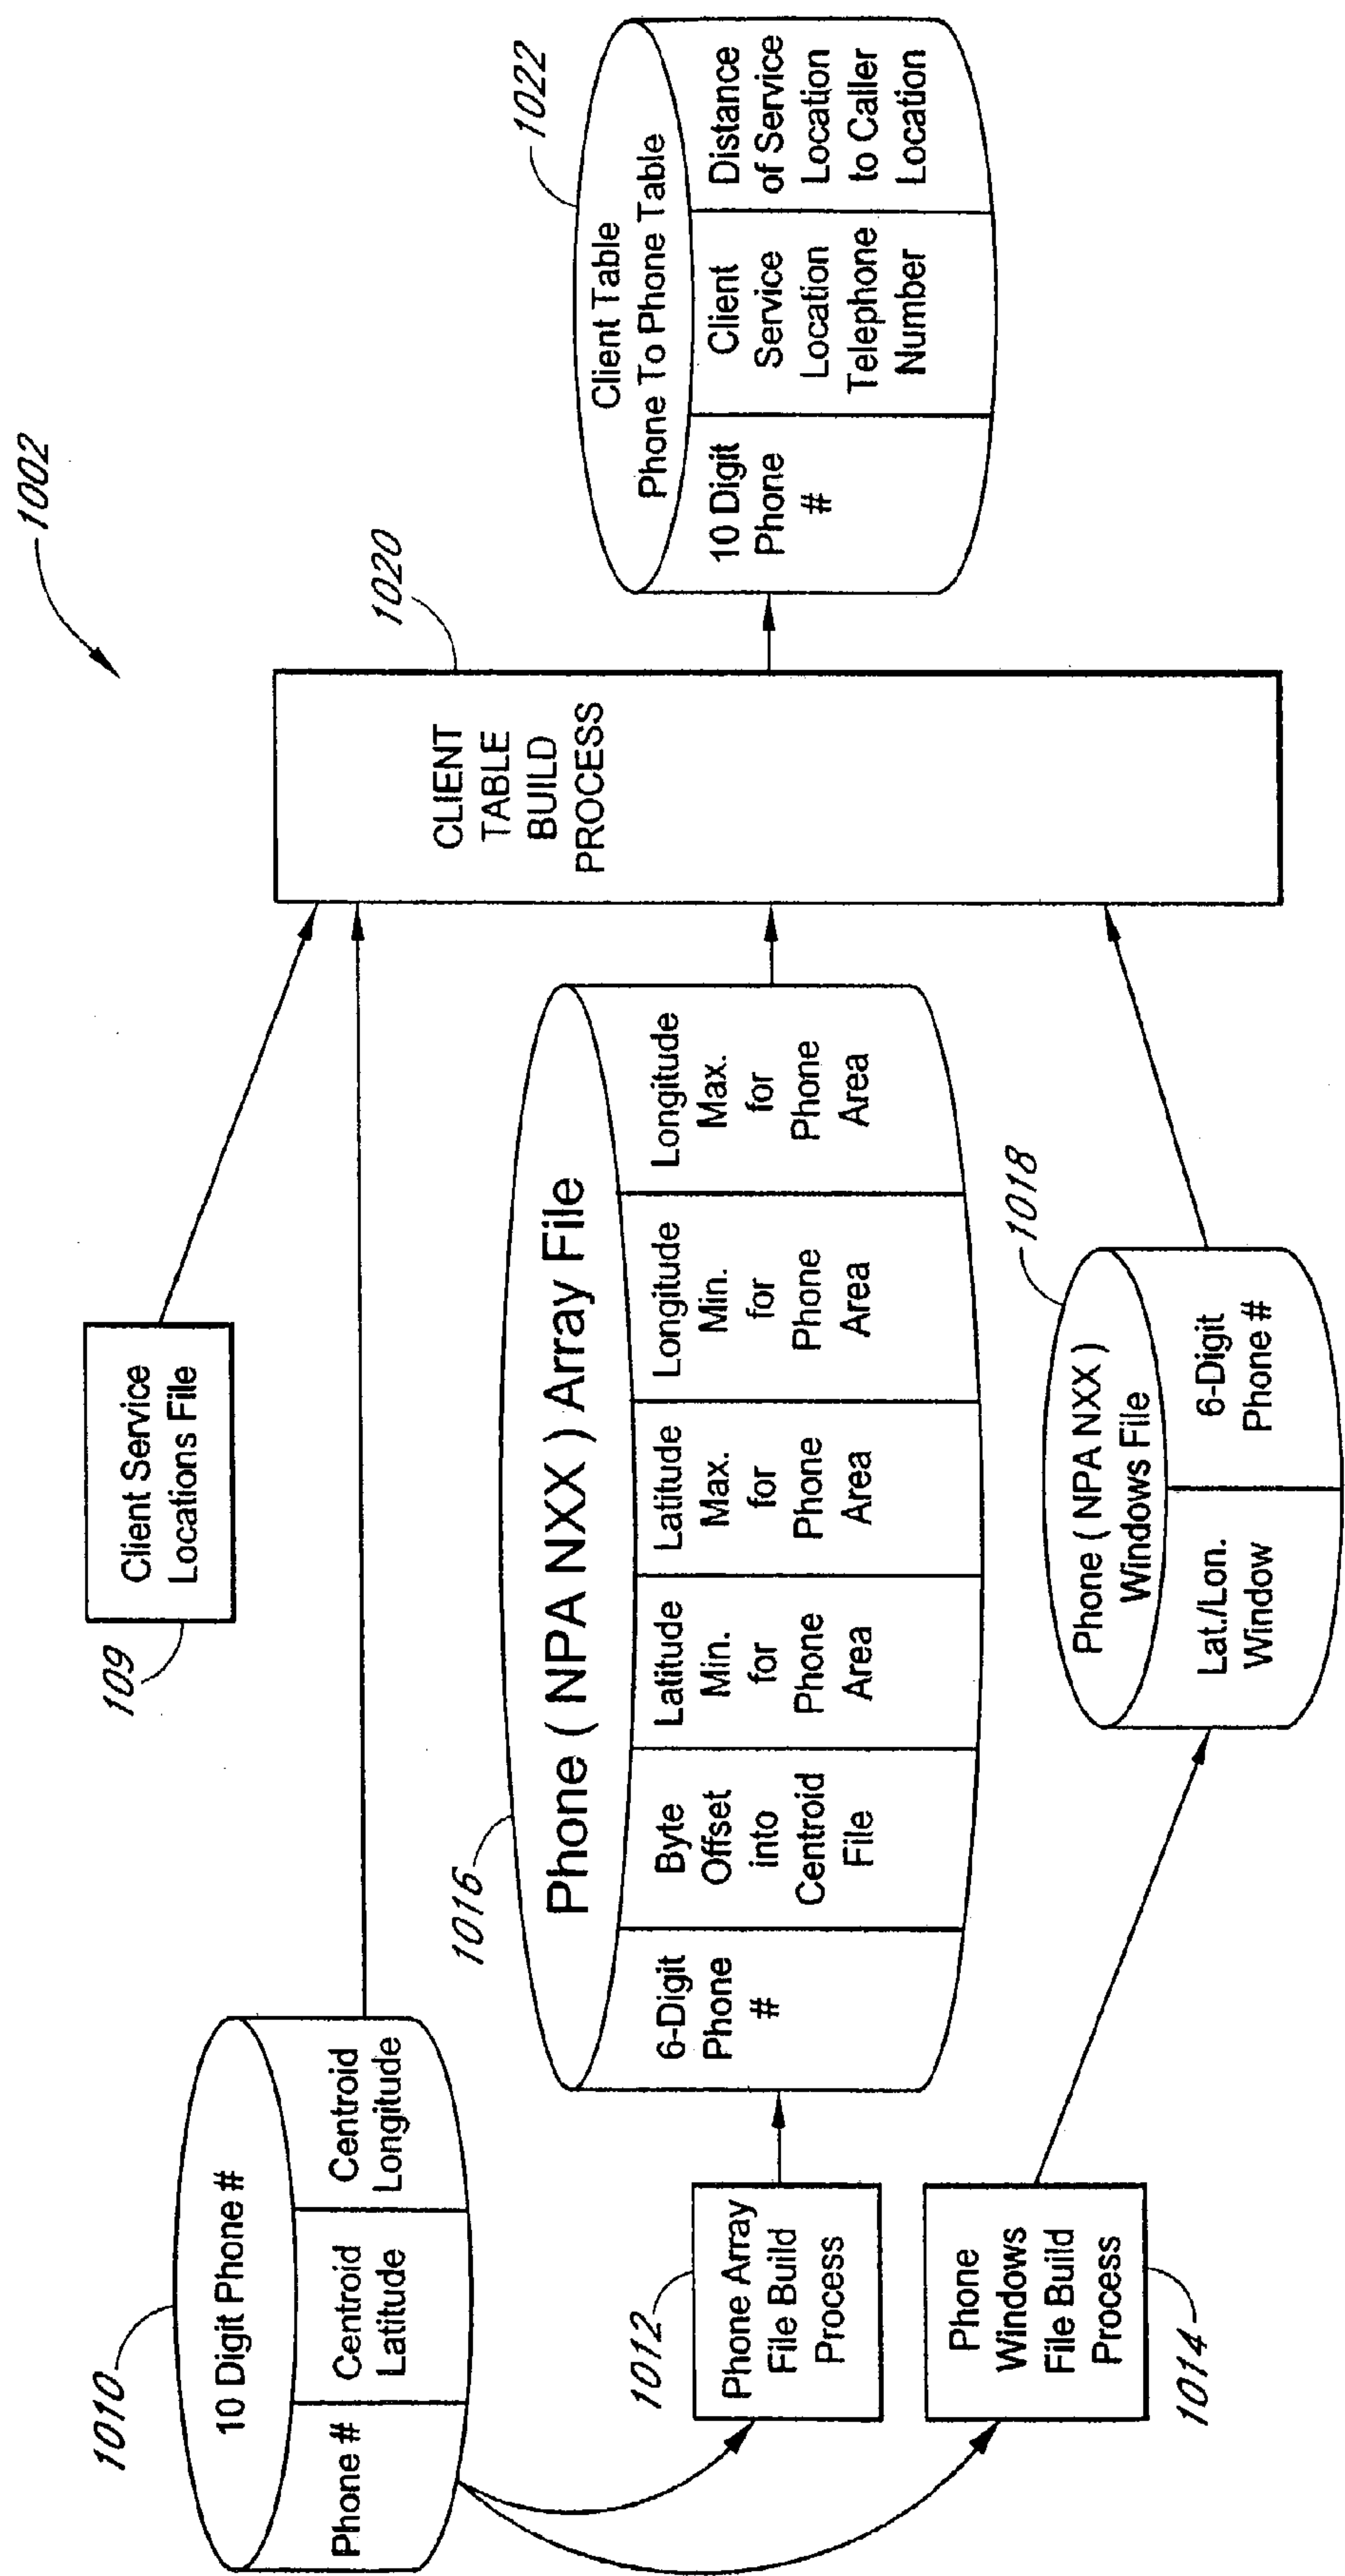 1002
1010
10 Digit Phone #
Phone #
Centroid
Latitude
Centroid
Longitude
109
Client Service
Locations File
1012
Phone Array
File Build
Process
1014
Phone
Windows
File Build
Process
1016
Phone ( NPA NXX ) Array File
6-Digit
Phone
#
Byte
Offset
into
Centroid
File
Latitude
Min.
for
Phone
Area
Latitude
Max.
for
Phone
Area
Longitude
Min.
for
Phone
Area
Longitude
Max.
for
Phone
Area
1018
Phone ( NPA NXX )
Windows File
Lat./Lon.
Window
6-Digit
Phone #
1020
CLIENT
TABLE
BUILD
PROCESS
1022
Client Table
Phone To Phone Table
10 Digit
Phone
#
Client
Service
Location
Telephone
Number
Distance
of Service
Location
to Caller
Location